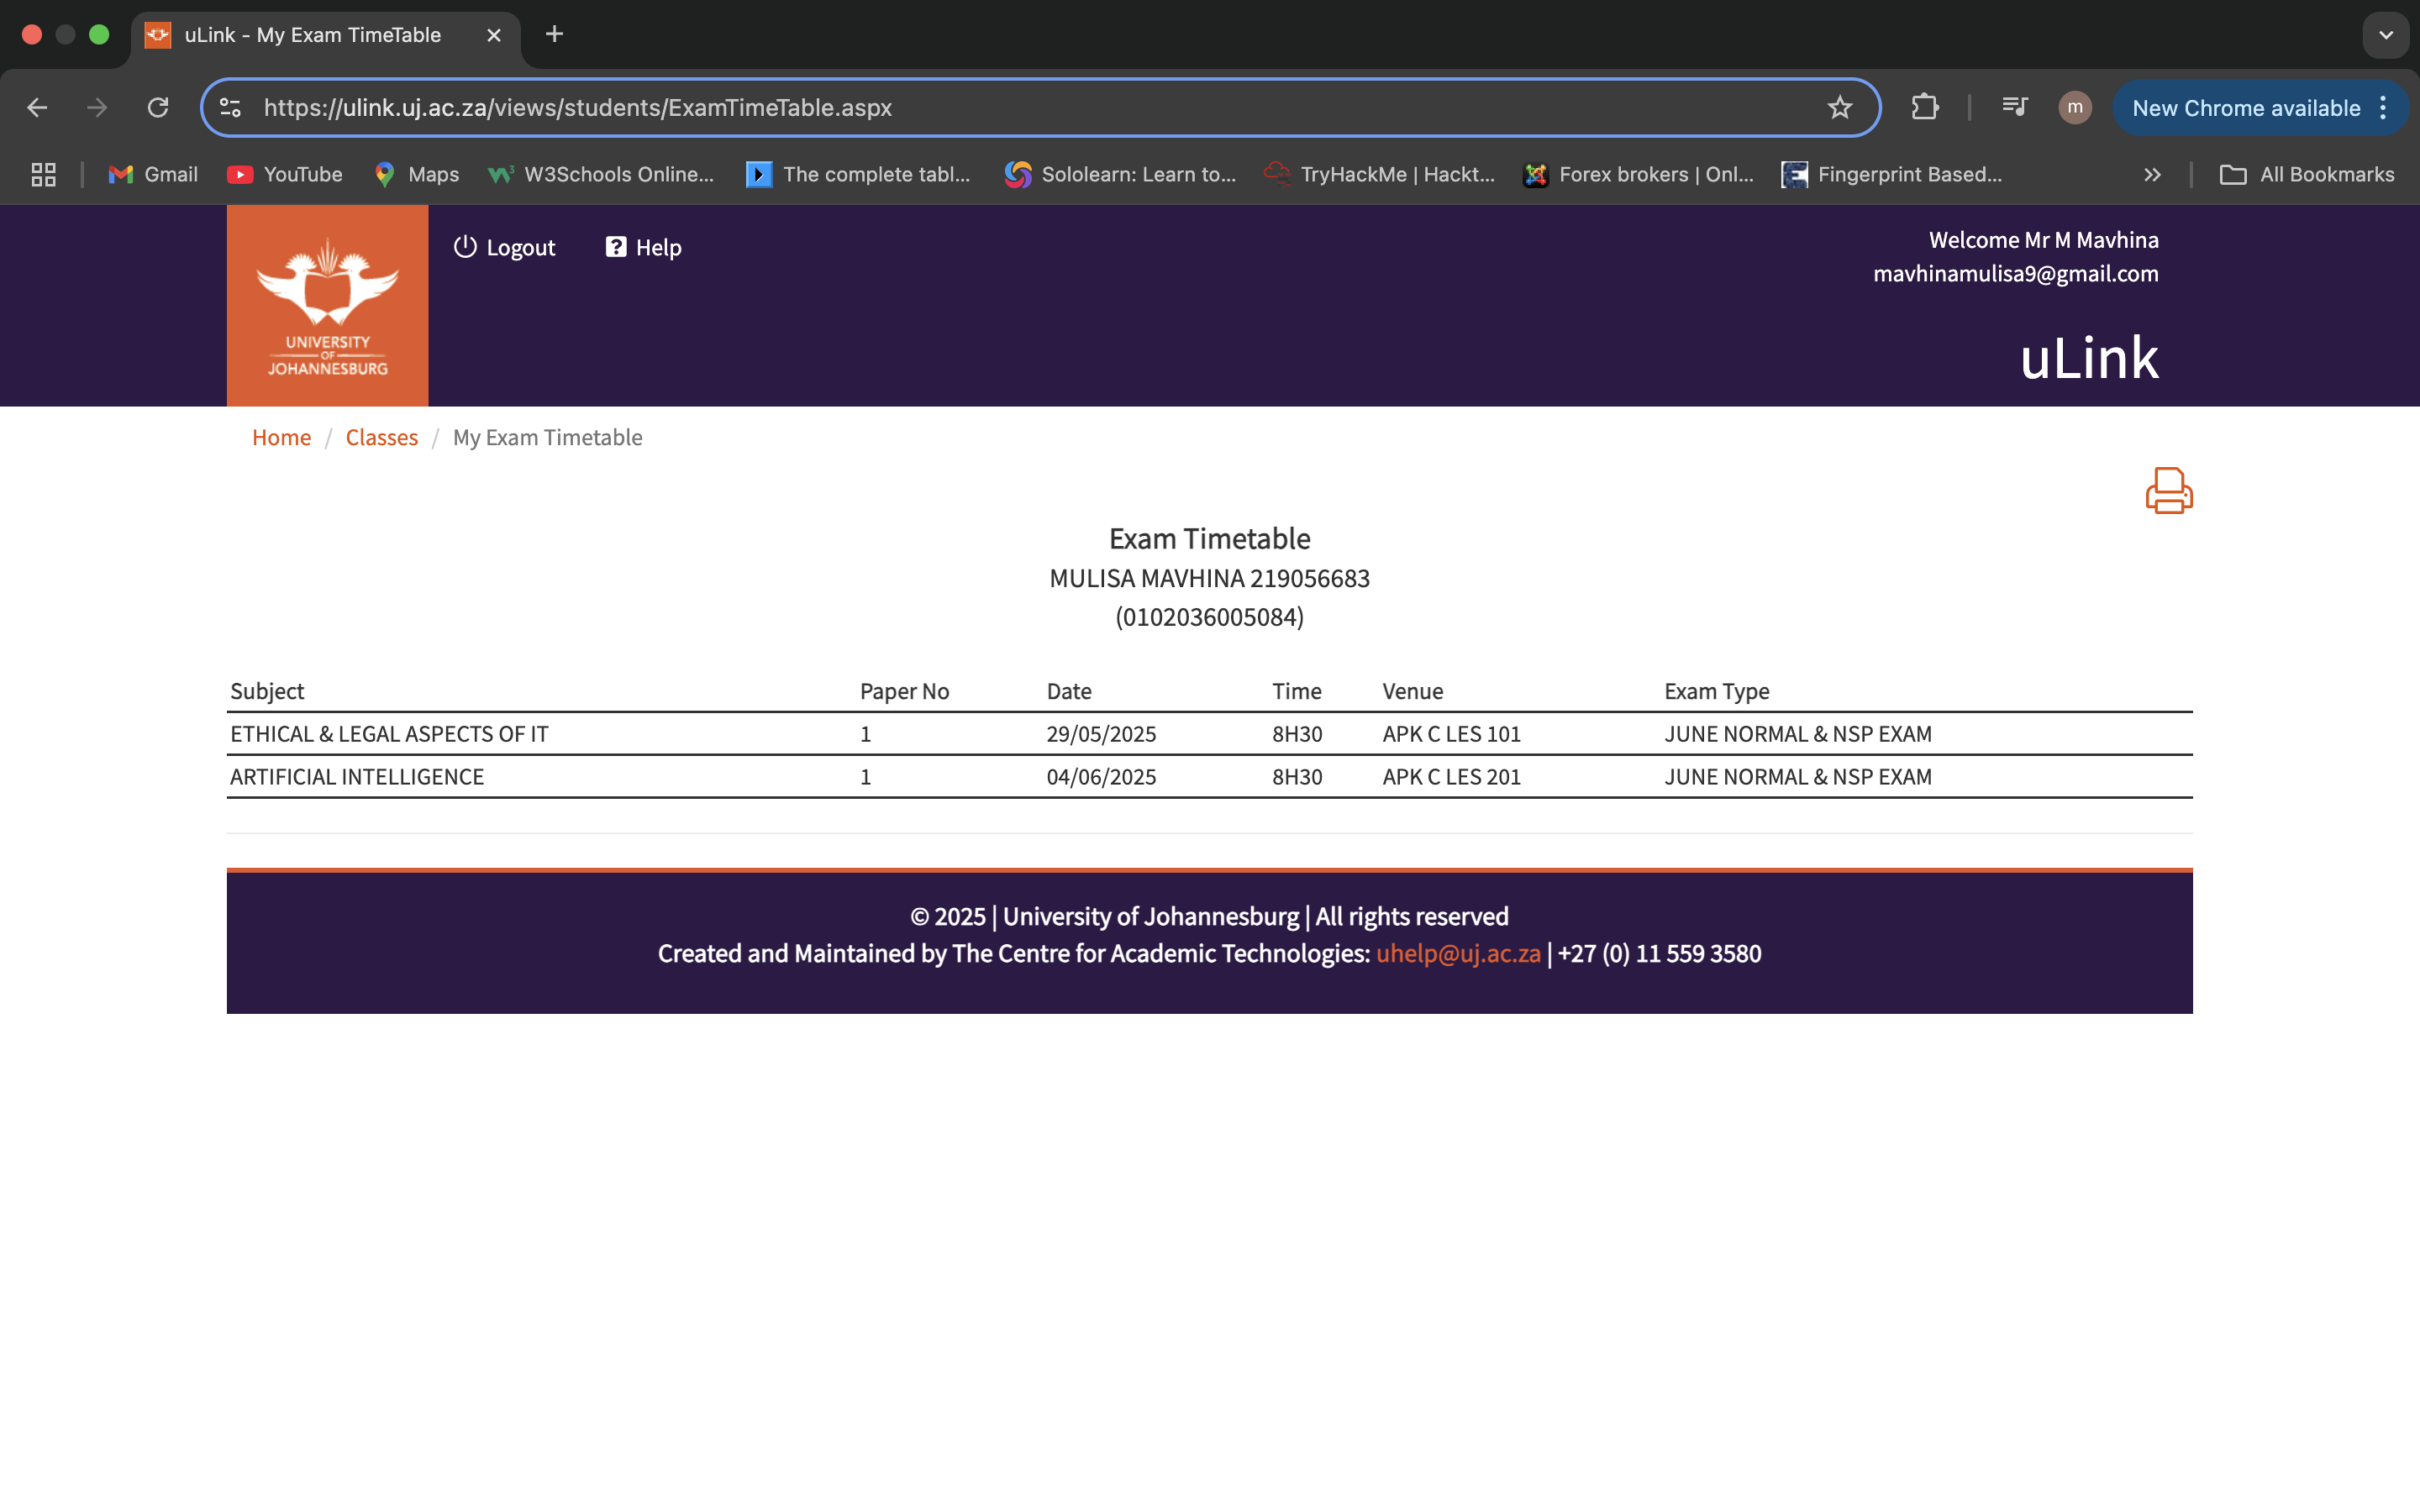 uLink - My Exam TimeTable
https://ulink.uj.ac.za/views/students/ExamTimeTable.aspx
m
New Chrome available
Gmail
YouTube
Maps
W3Schools Online...
The complete tabl...
Sololearn: Learn to...
TryHackMe | Hackt...
Forex brokers | Onl...
Fingerprint Based...
All Bookmarks
UNIVERSITY
OF
JOHANNESBURG
Logout
Help
Welcome Mr M Mavhina
mavhinamulisa9@gmail.com
uLink
Home / Classes / My Exam Timetable
Exam Timetable
MULISA MAVHINA 219056683
(0102036005084)
Subject Paper No Date Time Venue Exam Type
ETHICAL & LEGAL ASPECTS OF IT 1 29/05/2025 8H30 APK C LES 101 JUNE NORMAL & NSP EXAM
ARTIFICIAL INTELLIGENCE 1 04/06/2025 8H30 APK C LES 201 JUNE NORMAL & NSP EXAM
© 2025 | University of Johannesburg | All rights reserved
Created and Maintained by The Centre for Academic Technologies: uhelp@uj.ac.za | +27 (0) 11 559 3580